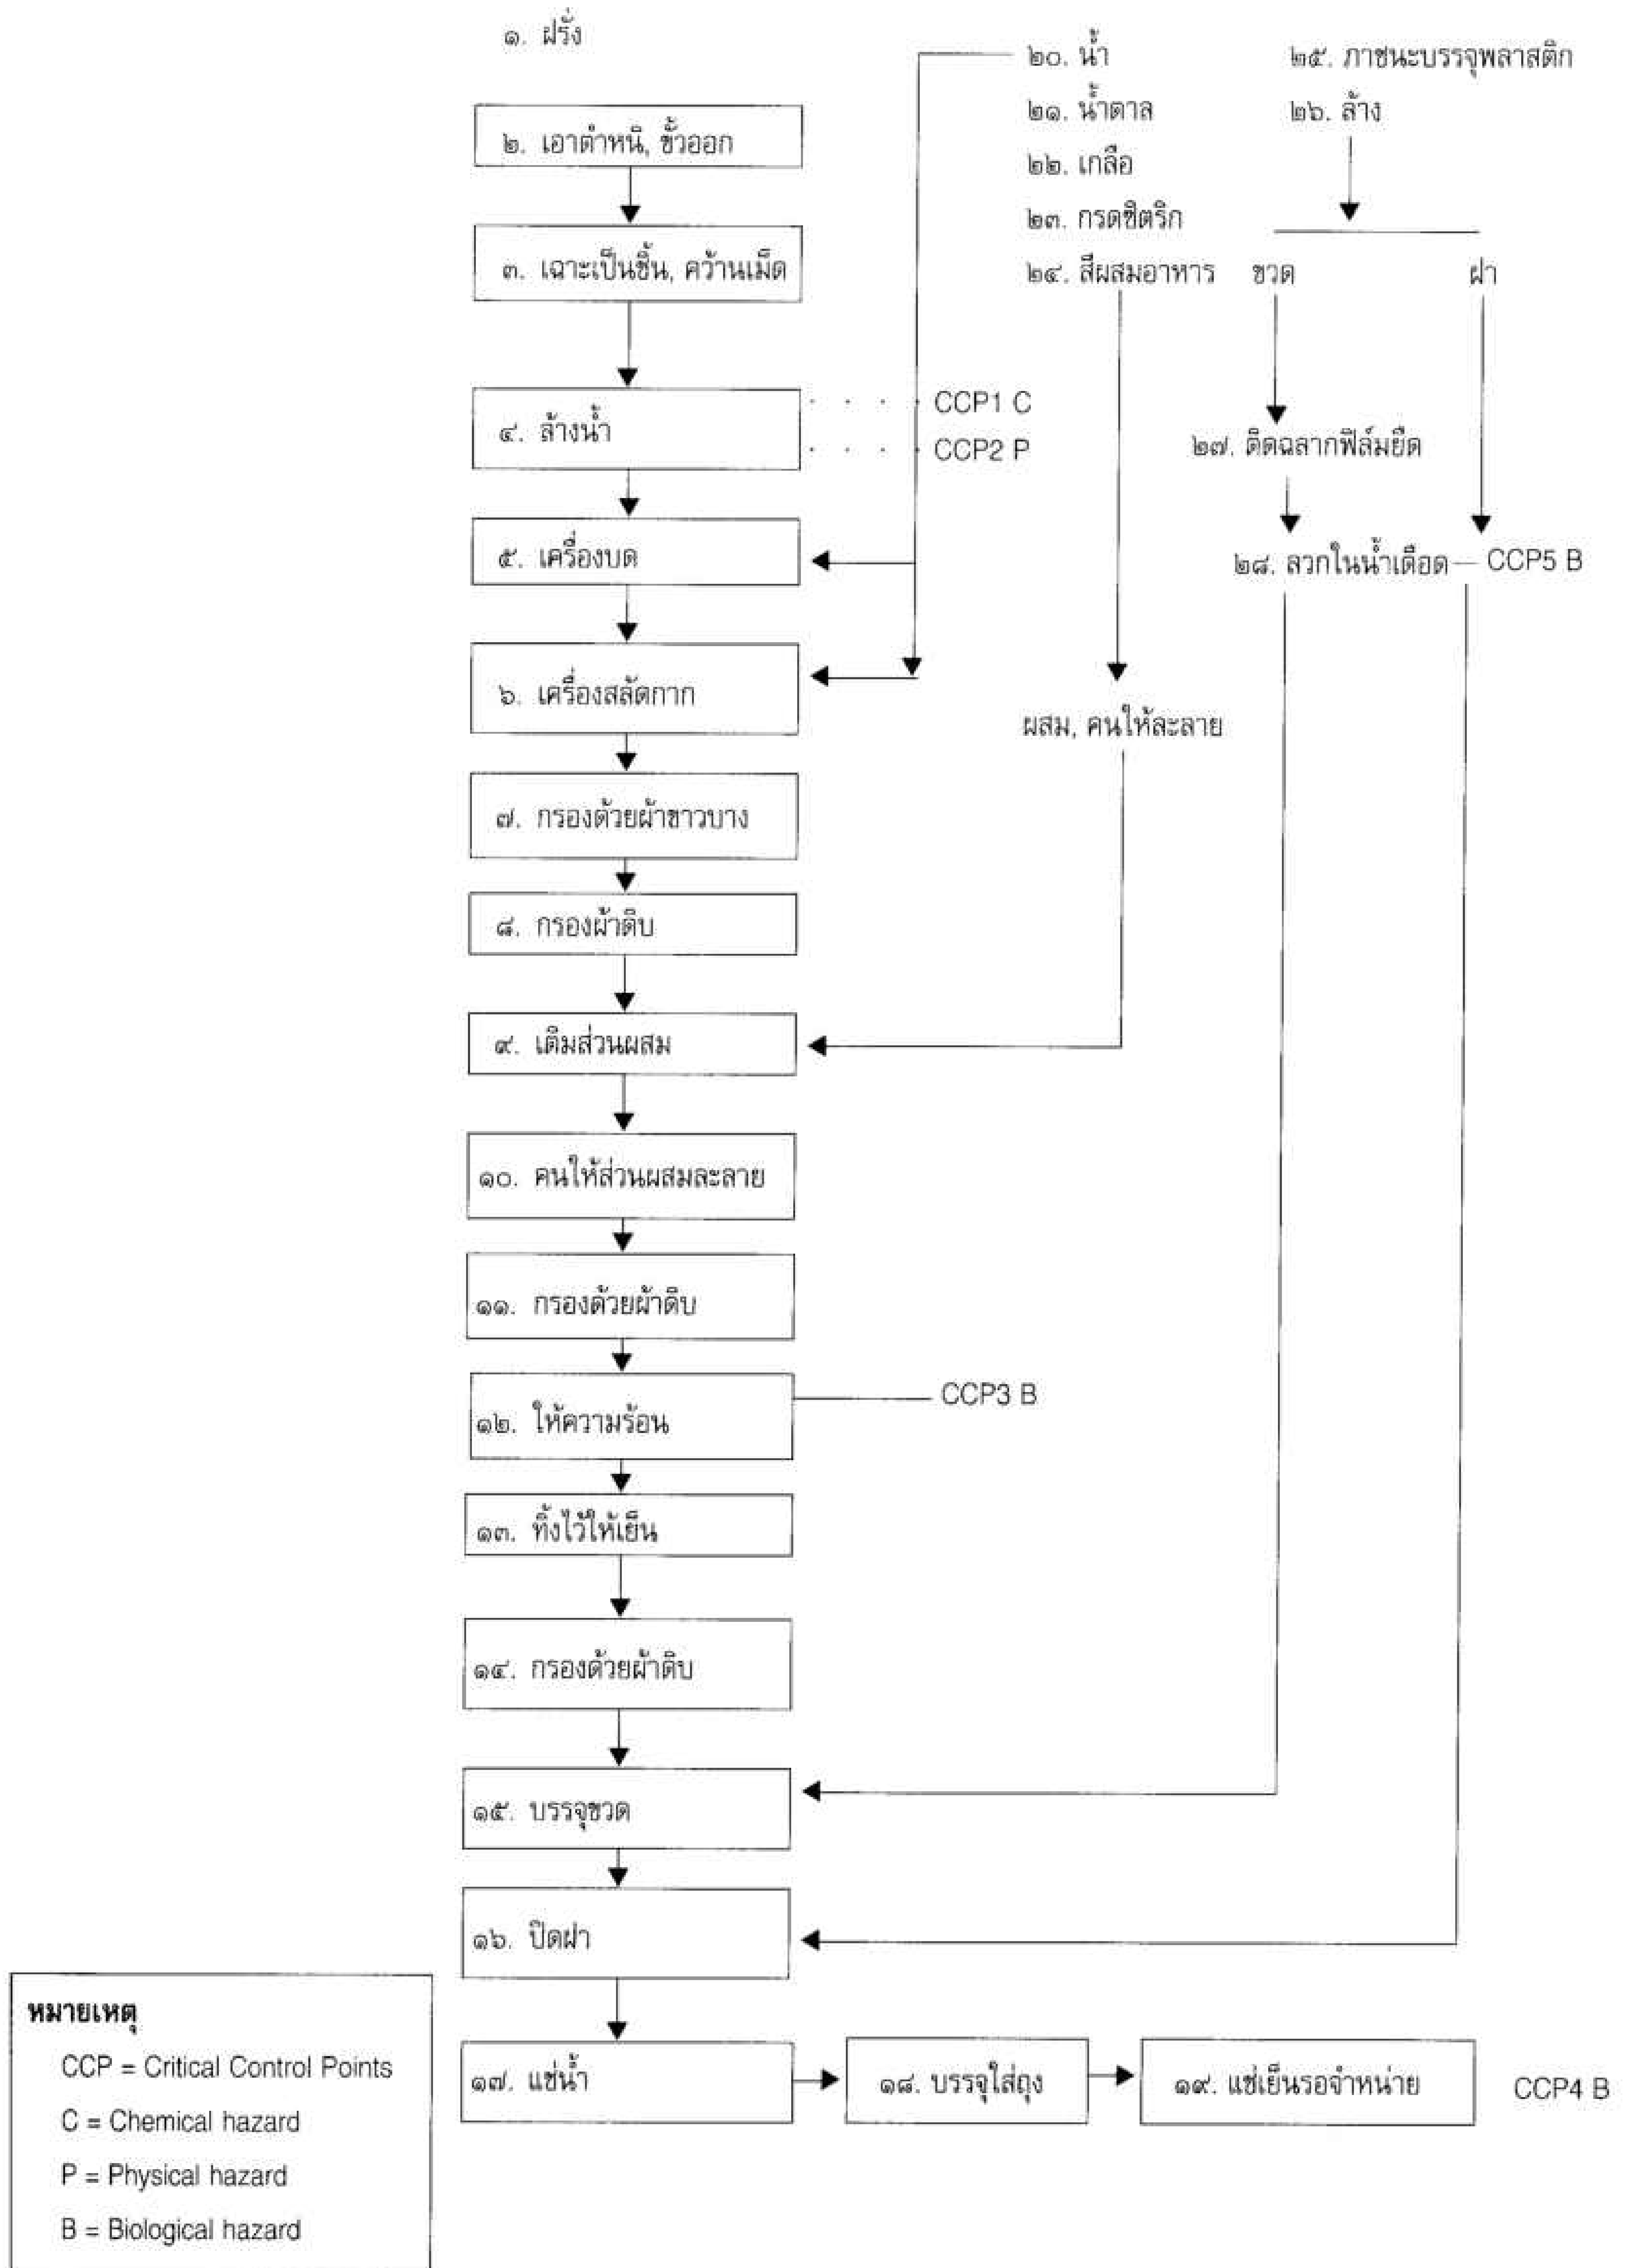 ๑. ฝรั่ง
๒. เอาตำหนิ, ขั้วออก
๓. เฉาะเป็นชิ้น, คว้านเม็ด
๔. ล้างน้ำ
CCP1 C
CCP2 P
๕. เครื่องบด
๖. เครื่องสลัดกาก
๗. กรองด้วยผ้าขาวบาง
๘. กรองผ้าดิบ
๙. เติมส่วนผสม
๑๐. คนให้ส่วนผสมละลาย
๑๑. กรองด้วยผ้าดิบ
๑๒. ให้ความร้อน
CCP3 B
๑๓. ทิ้งไว้ให้เย็น
๑๔. กรองด้วยผ้าดิบ
๑๕. บรรจุขวด
๑๖. ปิดฝา
๑๗. แช่น้ำ
๑๘. บรรจุใส่ถุง
๑๙. แช่เย็นรอจำหน่าย
CCP4 B
๒๐. น้ำ
๒๑. น้ำตาล
๒๒. เกลือ
๒๓. กรดซิตริก
๒๔. สีผสมอาหาร
ผสม, คนให้ละลาย
๒๕. ภาชนะบรรจุพลาสติก
๒๖. ล้าง
ขวด
ฝา
๒๗. ติดฉลากฟิล์มยืด
๒๘. ลวกในน้ำเดือด
CCP5 B
หมายเหตุ
CCP = Critical Control Points
C = Chemical hazard
P = Physical hazard
B = Biological hazard